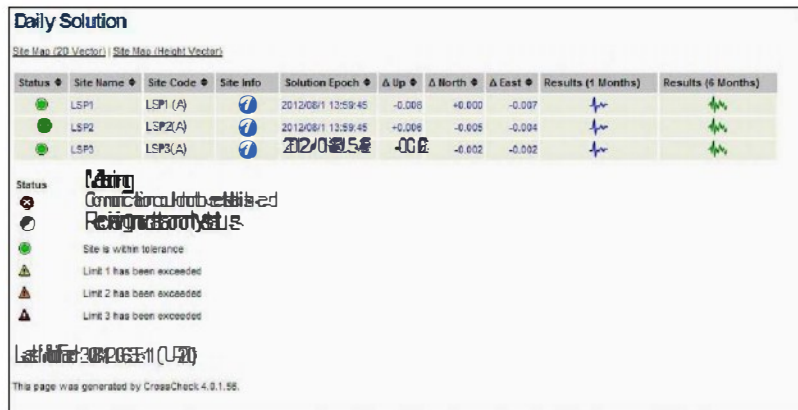 Daily Solution
Site Map (2D Vector) | Site Map (Height Vector)
Status Site Name Site Code Site Info Solution Epoch Δ Up Δ North Δ East Results (1 Months) Results (6 Months)
LSP1 LSP1 (A) 2012/08/1 13:59:45 -0.008 +0.000 -0.007
LSP2 LSP2(A) 2012/08/1 13:59:45 +0.006 -0.005 -0.004
LSP3 LSP3(A) -0.002 -0.002
Status
Site is within tolerance
Limit 1 has been exceeded
Limit 2 has been exceeded
Limit 3 has been exceeded
This page was generated by CrossCheck 4.0.1.56.